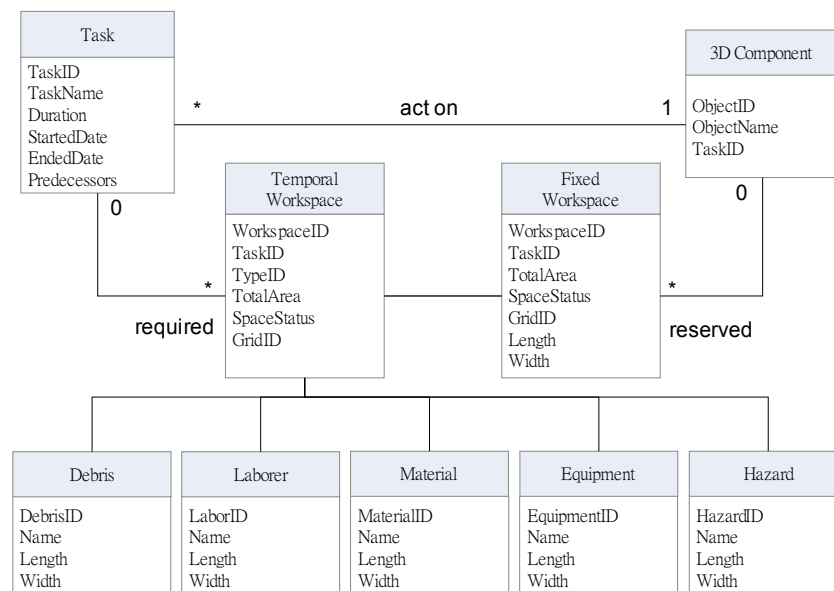 Task
TaskID
TaskName
Duration
StartedDate
EndedDate
Predecessors
*
act on
1
3D Component
ObjectID
ObjectName
TaskID
0
*
required
Temporal
Workspace
WorkspaceID
TaskID
TypeID
TotalArea
SpaceStatus
GridID
Fixed
Workspace
WorkspaceID
TaskID
TotalArea
SpaceStatus
GridID
Length
Width
0
*
reserved
Debris
DebrisID
Name
Length
Width
Laborer
LaborID
Name
Length
Width
Material
MaterialID
Name
Length
Width
Equipment
EquipmentID
Name
Length
Width
Hazard
HazardID
Name
Length
Width